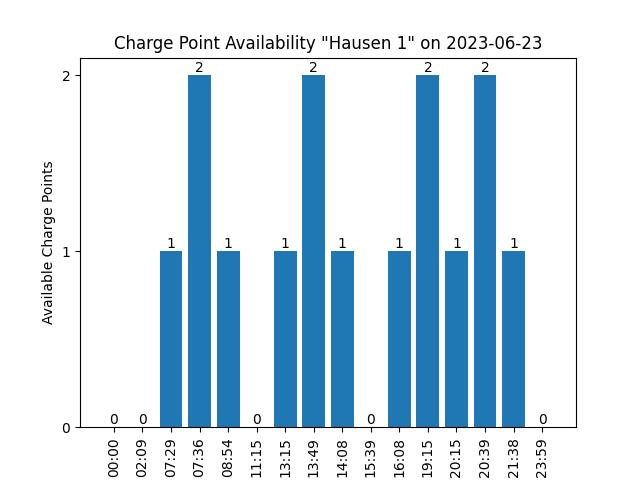 Charge Point Availability "Hausen 1" on 2023-06-23
Available Charge Points
2
1
0
0 0 1 2 1 0 1 2 1 0 1 2 1 2 1 0
00:00 02:09 07:29 07:36 08:54 11:15 13:15 13:49 14:08 15:39 16:08 19:15 20:15 20:39 21:38 23:59